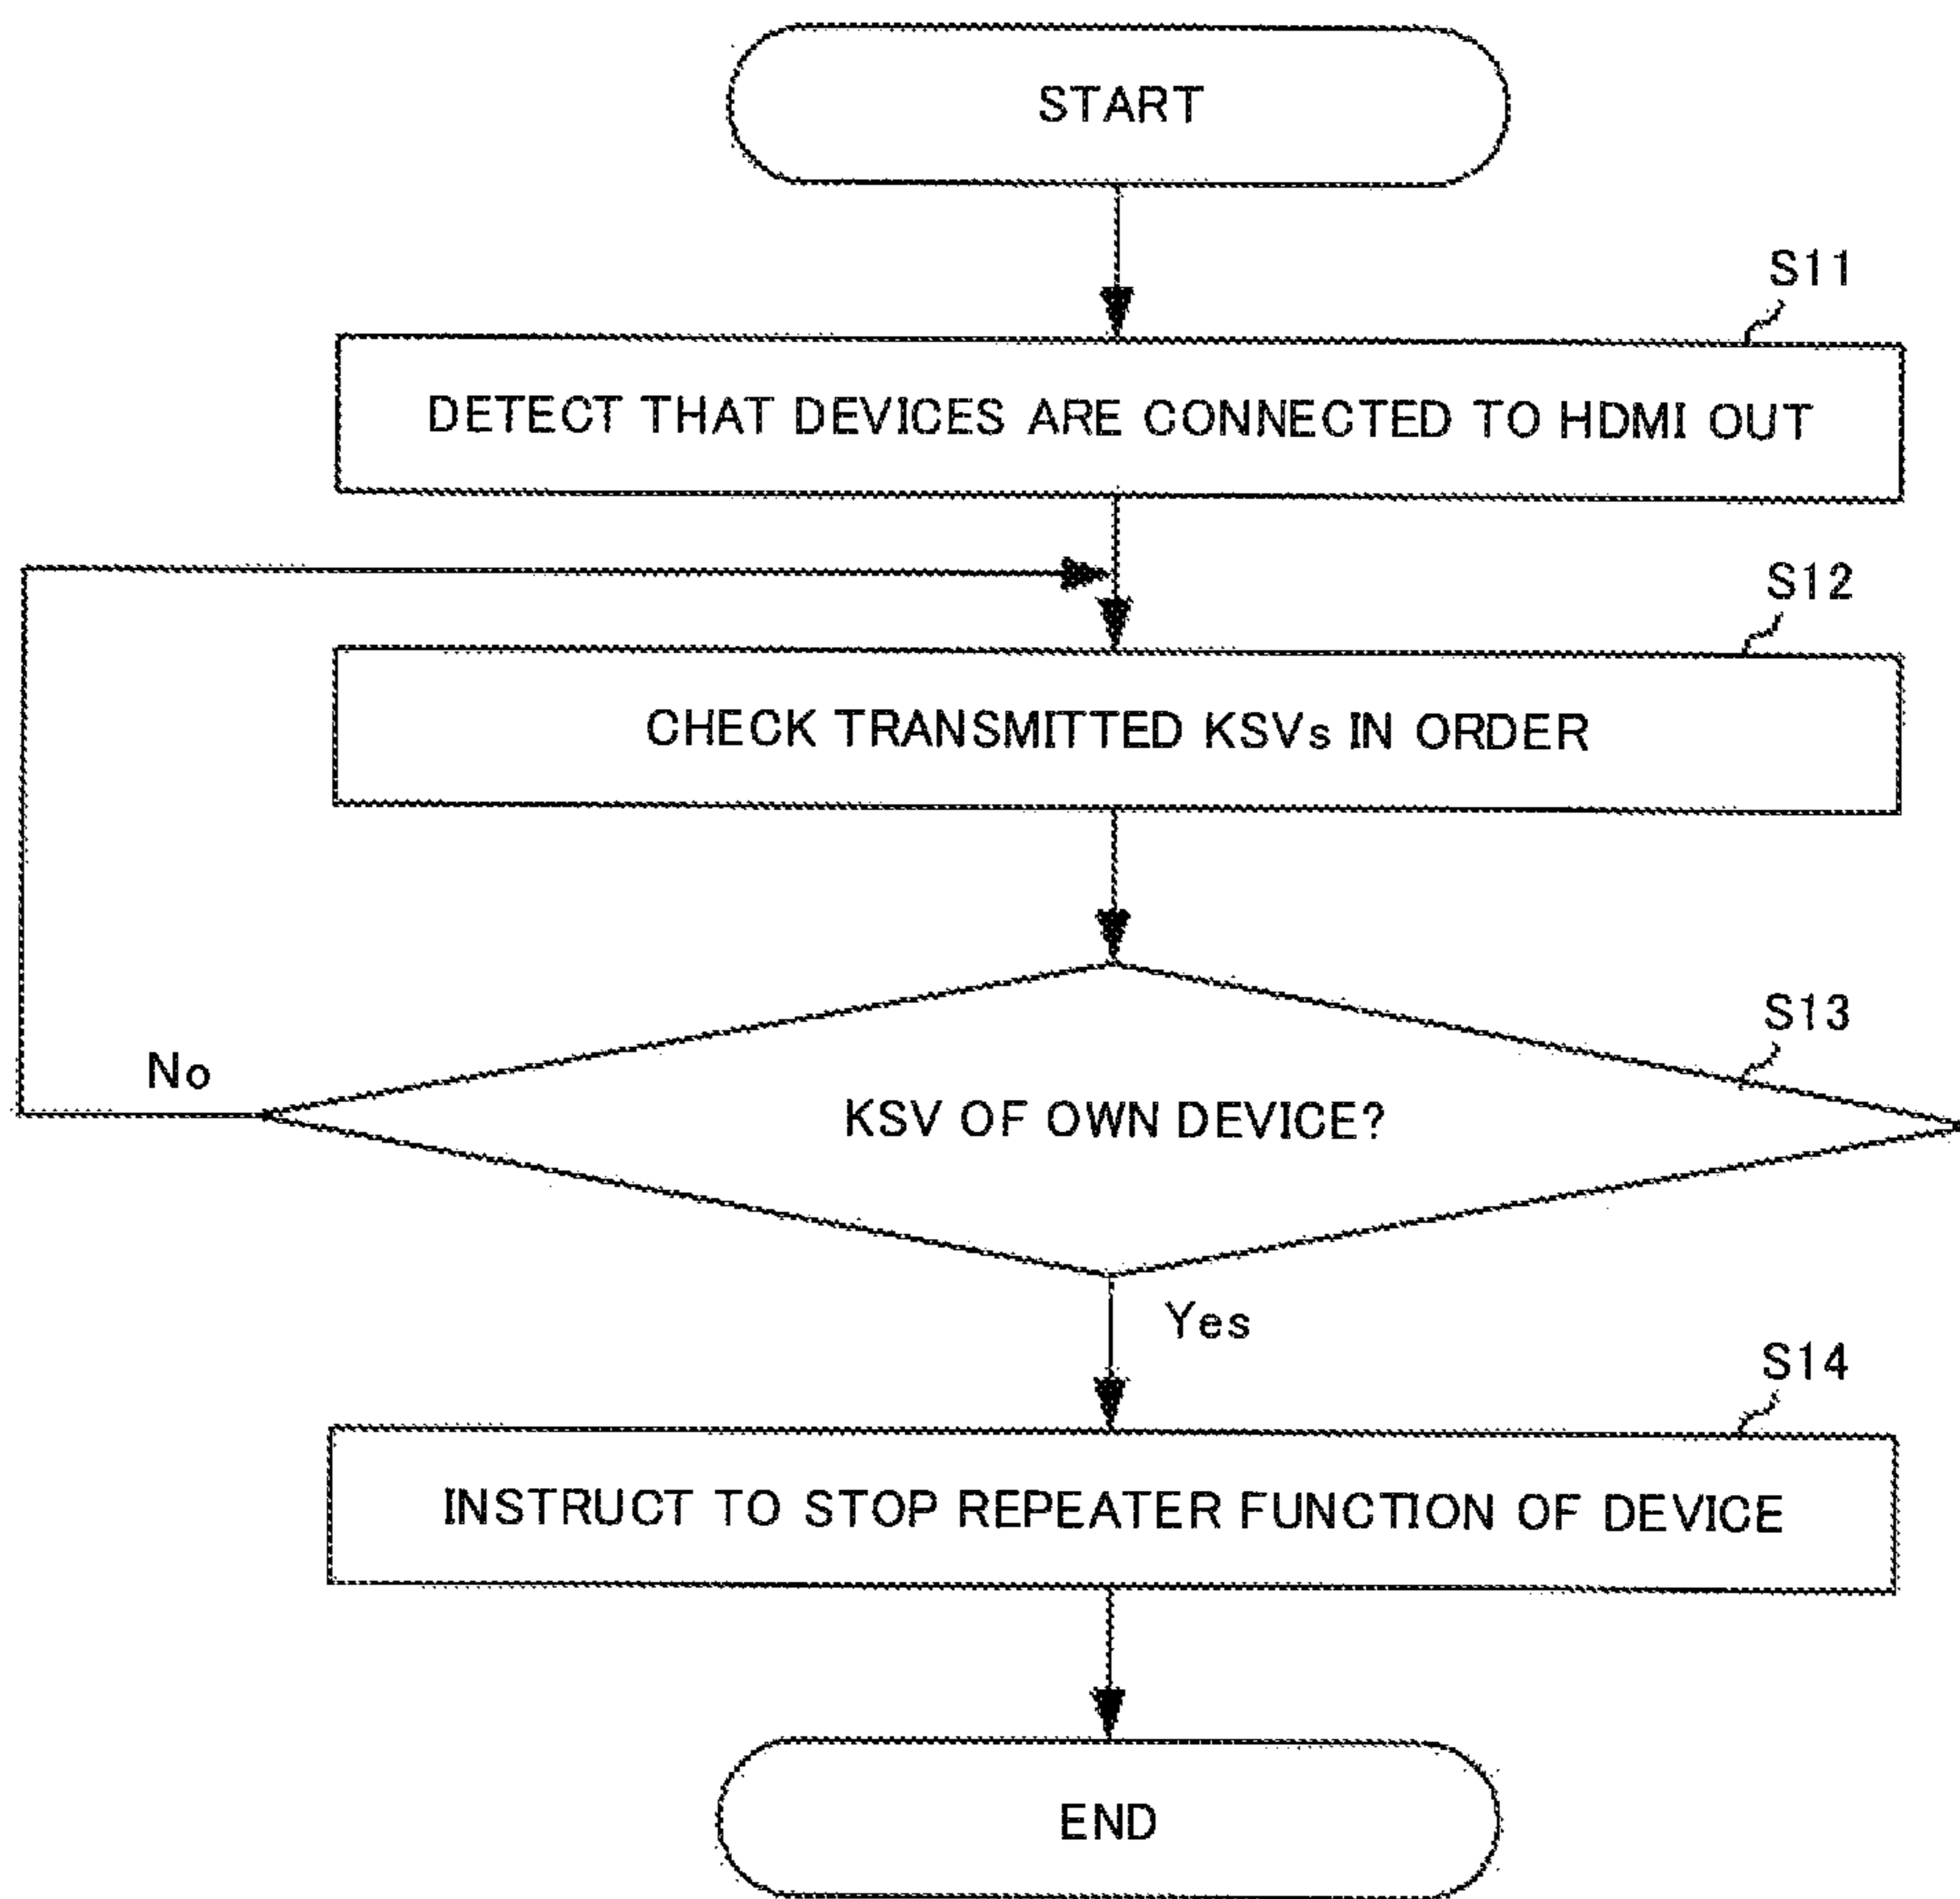 START
S11
DETECT THAT DEVICES ARE CONNECTED TO HDMI OUT
S12
CHECK TRANSMITTED KSVs IN ORDER
S13
No
KSV OF OWN DEVICE?
Yes
S14
INSTRUCT TO STOP REPEATER FUNCTION OF DEVICE
END